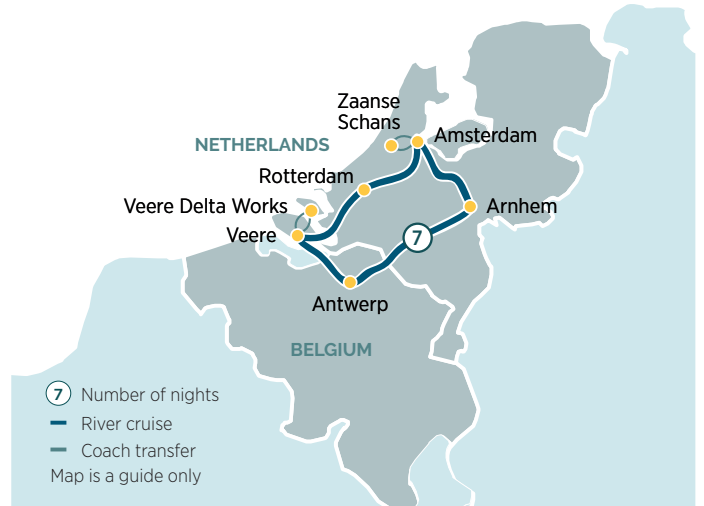 Zaanse
Schans
Amsterdam
NETHERLANDS
Rotterdam
Veere Delta Works
Arnhem
Veere
7
Antwerp
BELGIUM
7 Number of nights
River cruise
Coach transfer
Map is a guide only